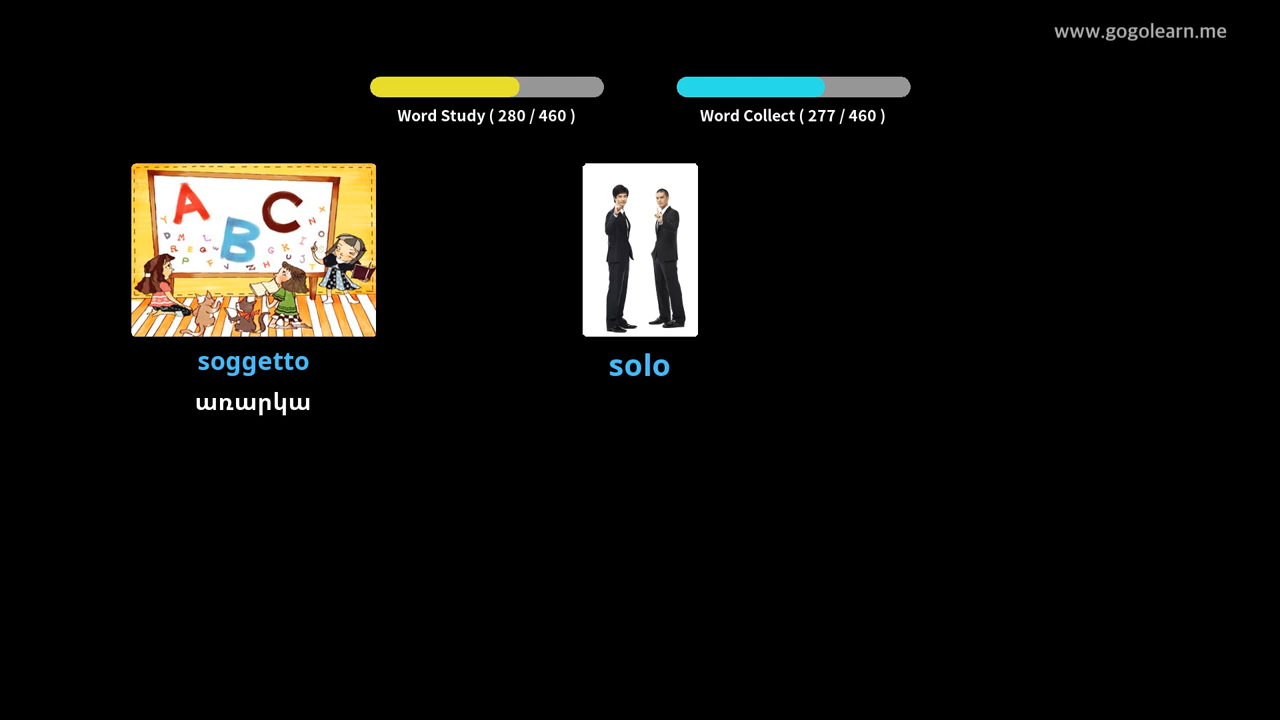 www.gogolearn.me
Word Study ( 280 / 460 )
Word Collect ( 277 / 460 )
A B C
soggetto
առարկա
solo